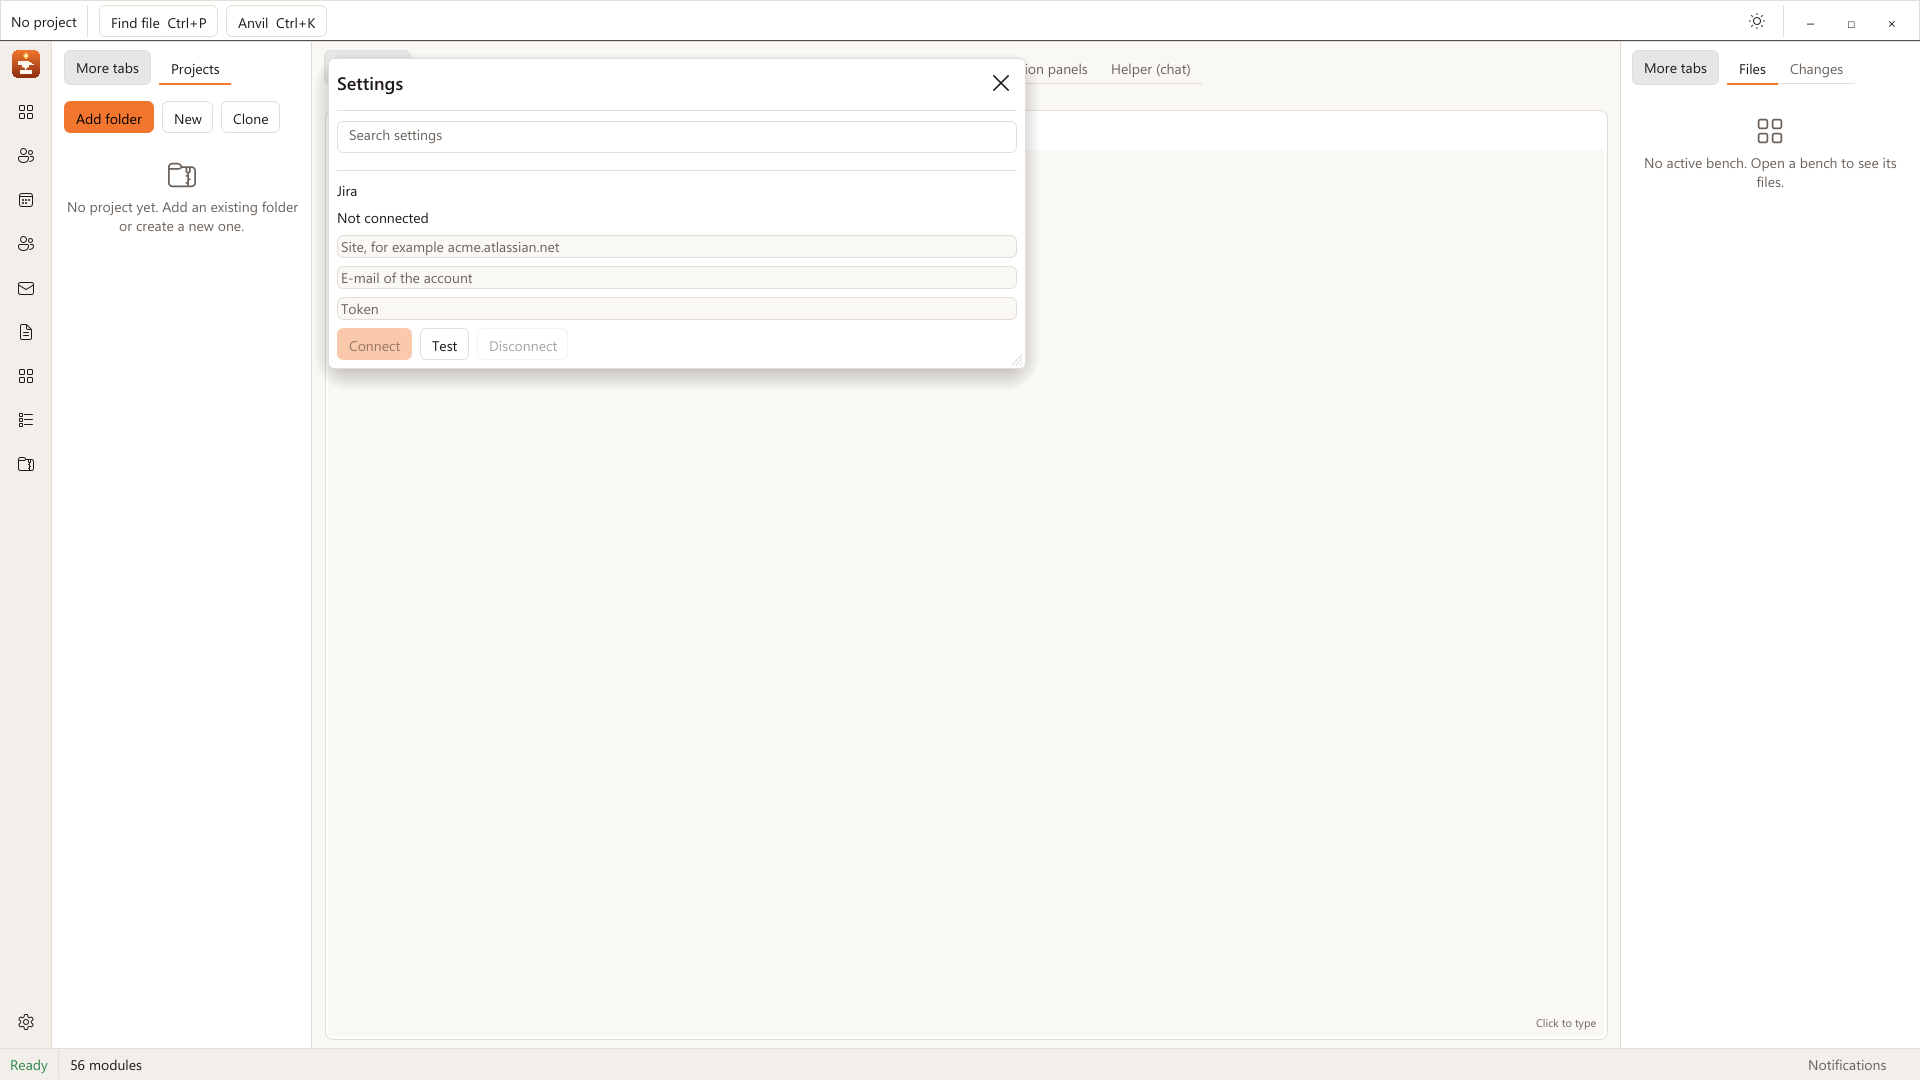 No project
Find file Ctrl+P
Anvil Ctrl+K
More tabs
Projects
Add folder
New
Clone
No project yet. Add an existing folder
or create a new one.
Settings
Search settings
Jira
Not connected
Site, for example acme.atlassian.net
E-mail of the account
Token
Connect
Test
Disconnect
ion panels
Helper (chat)
Click to type
More tabs
Files
Changes
No active bench. Open a bench to see its
files.
Ready
56 modules
Notifications